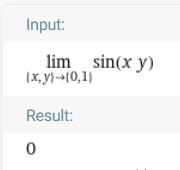 Input:
lim sin(x y)
{x,y}→{0,1}
Result:
0